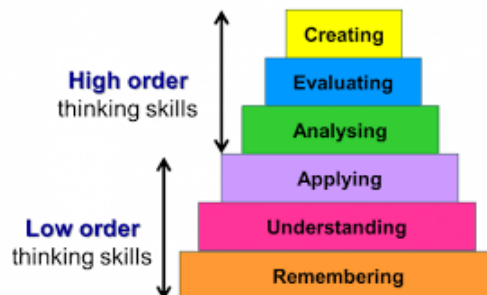 Creating
Evaluating
Analysing
Applying
Understanding
Remembering
High order
thinking skills
Low order
thinking skills